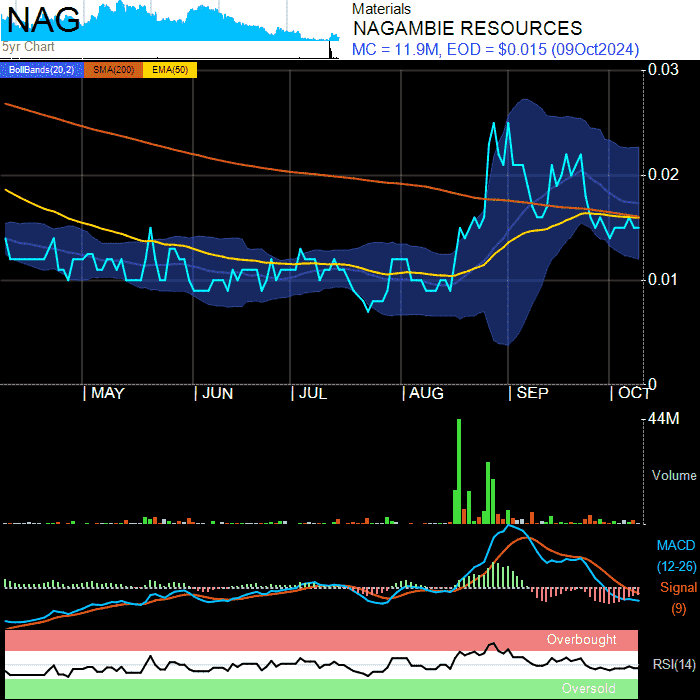 NAG
5yr Chart
Materials
NAGAMBIE RESOURCES
MC = 11.9M, EOD = $0.015 (09Oct2024)
BollBands(20,2) SMA(200) EMA(50)
0.03
0.02
0.01
0
MAY JUN JUL AUG SEP OCT
44M
Volume
MACD
(12-26)
Signal
(9)
Overbought
RSI(14)
Oversold